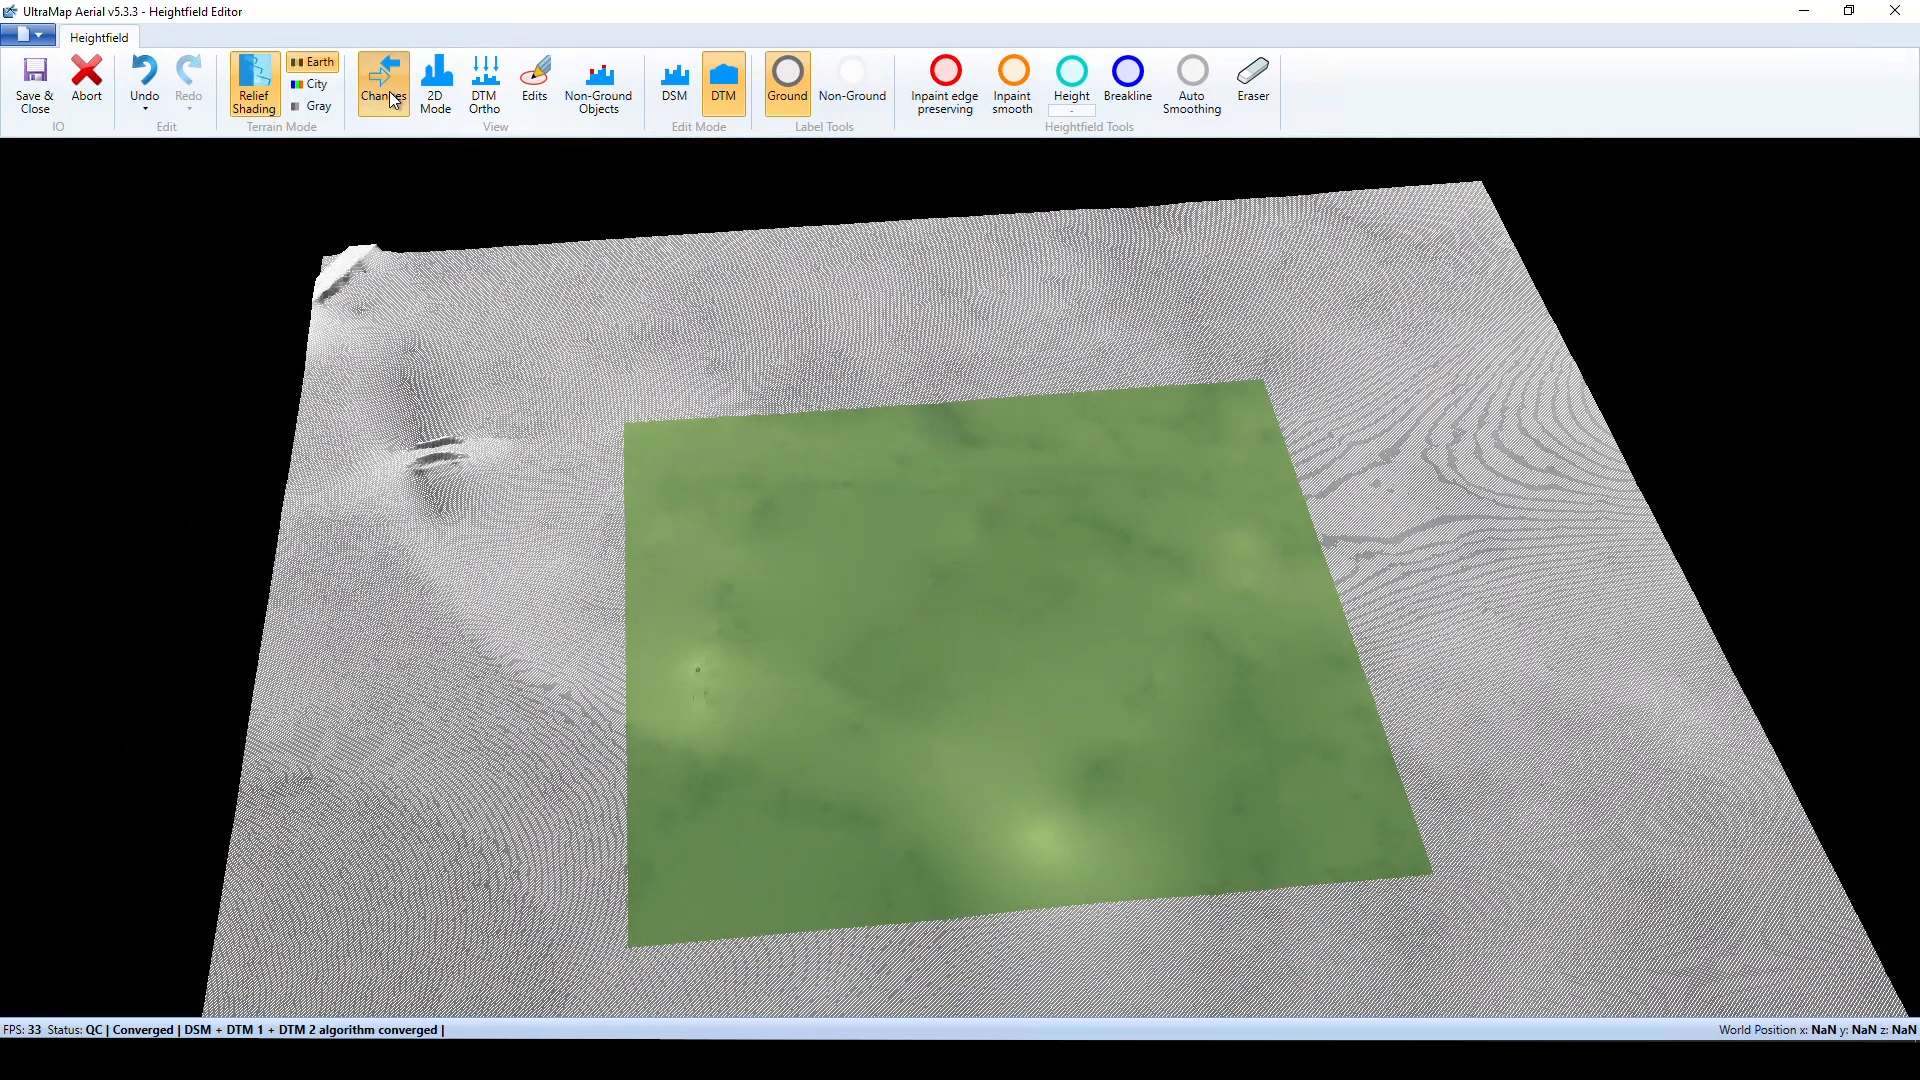 UltraMap Aerial v5.3.3 - Heightfield Editor
Heightfield
Save & Close
Abort
Undo
Redo
Relief Shading
Earth
City
Gray
Changes
2D Mode
DTM Ortho
Edits
Non-Ground Objects
DSM
DTM
Ground
Non-Ground
Inpaint edge preserving
Inpaint smooth
Height
-
Breakline
Auto Smoothing
Eraser
IO
Edit
Terrain Mode
View
Edit Mode
Label Tools
Heightfield Tools
FPS: 33 Status: QC | Converged | DSM + DTM 1 + DTM 2 algorithm converged |
World Position x: NaN y: NaN z: NaN